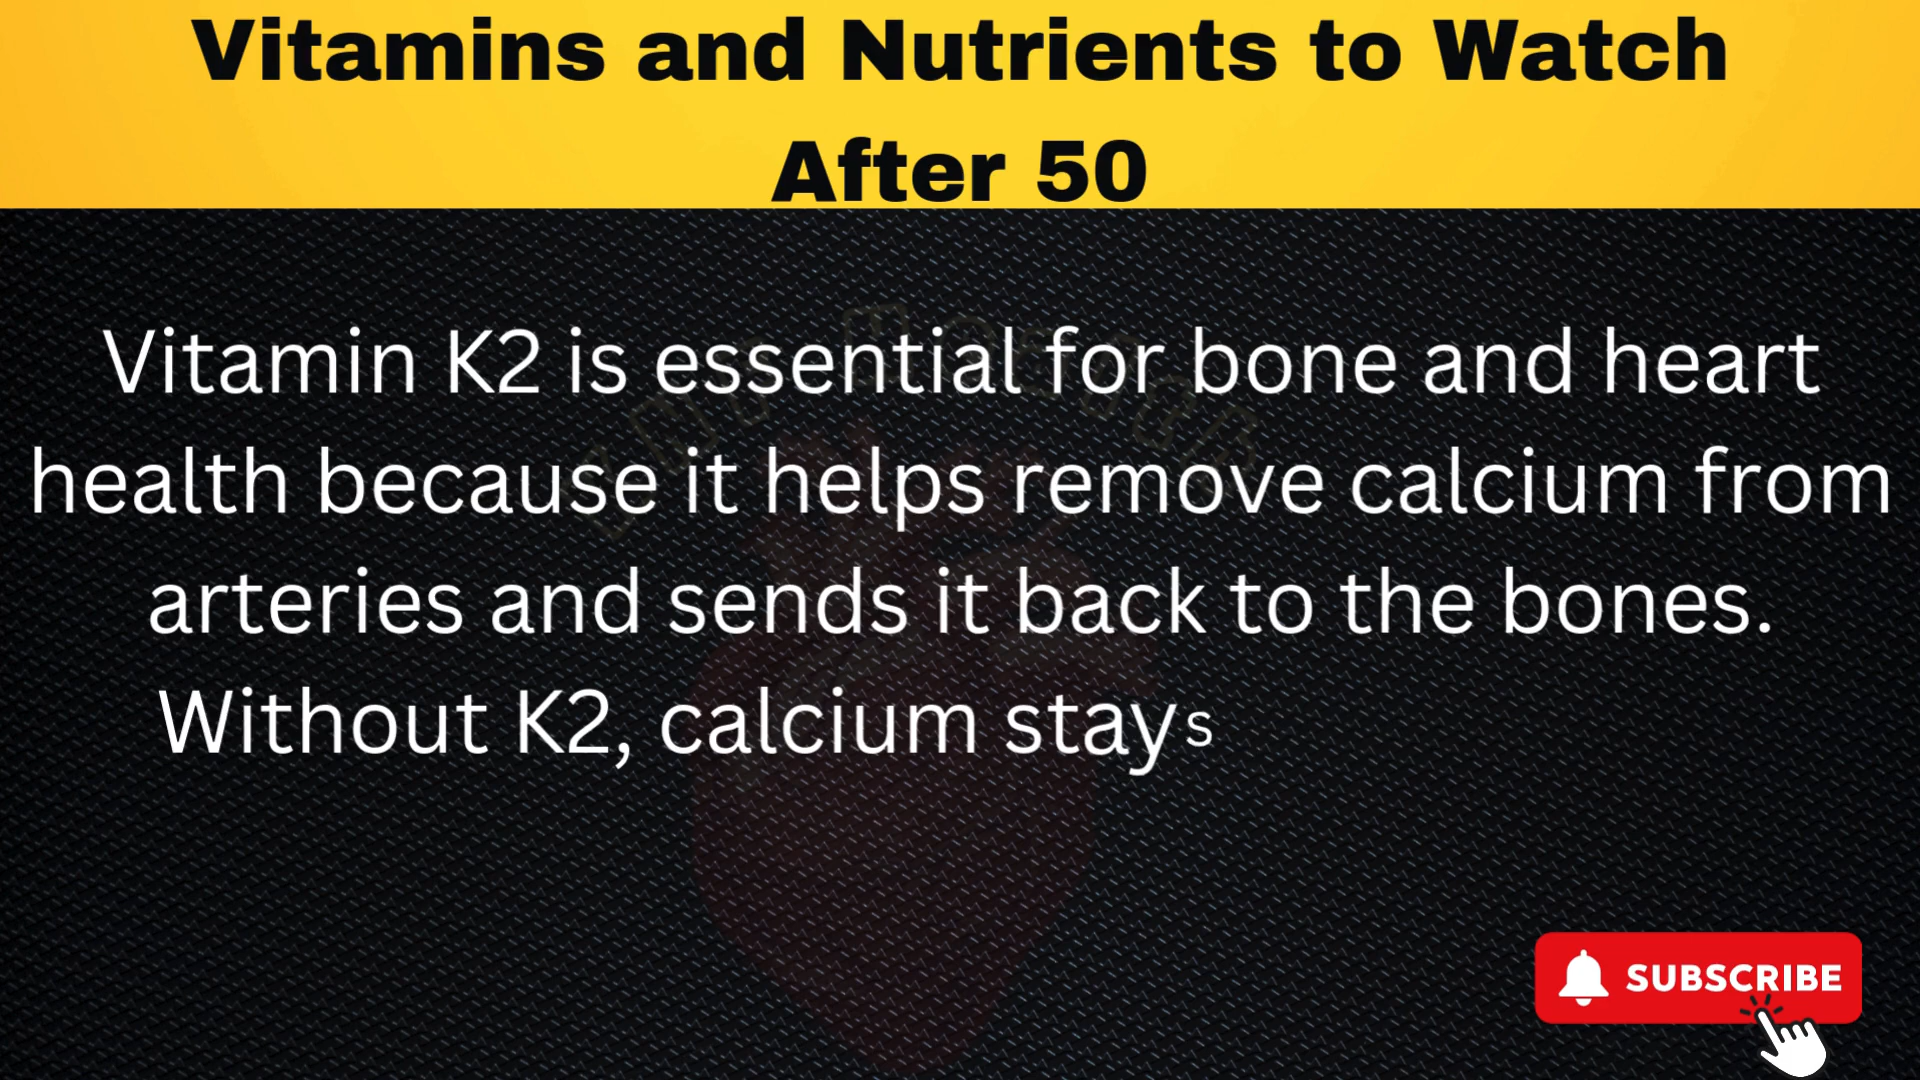 Vitamins and Nutrients to Watch
After 50
Vitamin K2 is essential for bone and heart
health because it helps remove calcium from
arteries and sends it back to the bones.
Without K2, calcium stays
SUBSCRIBE